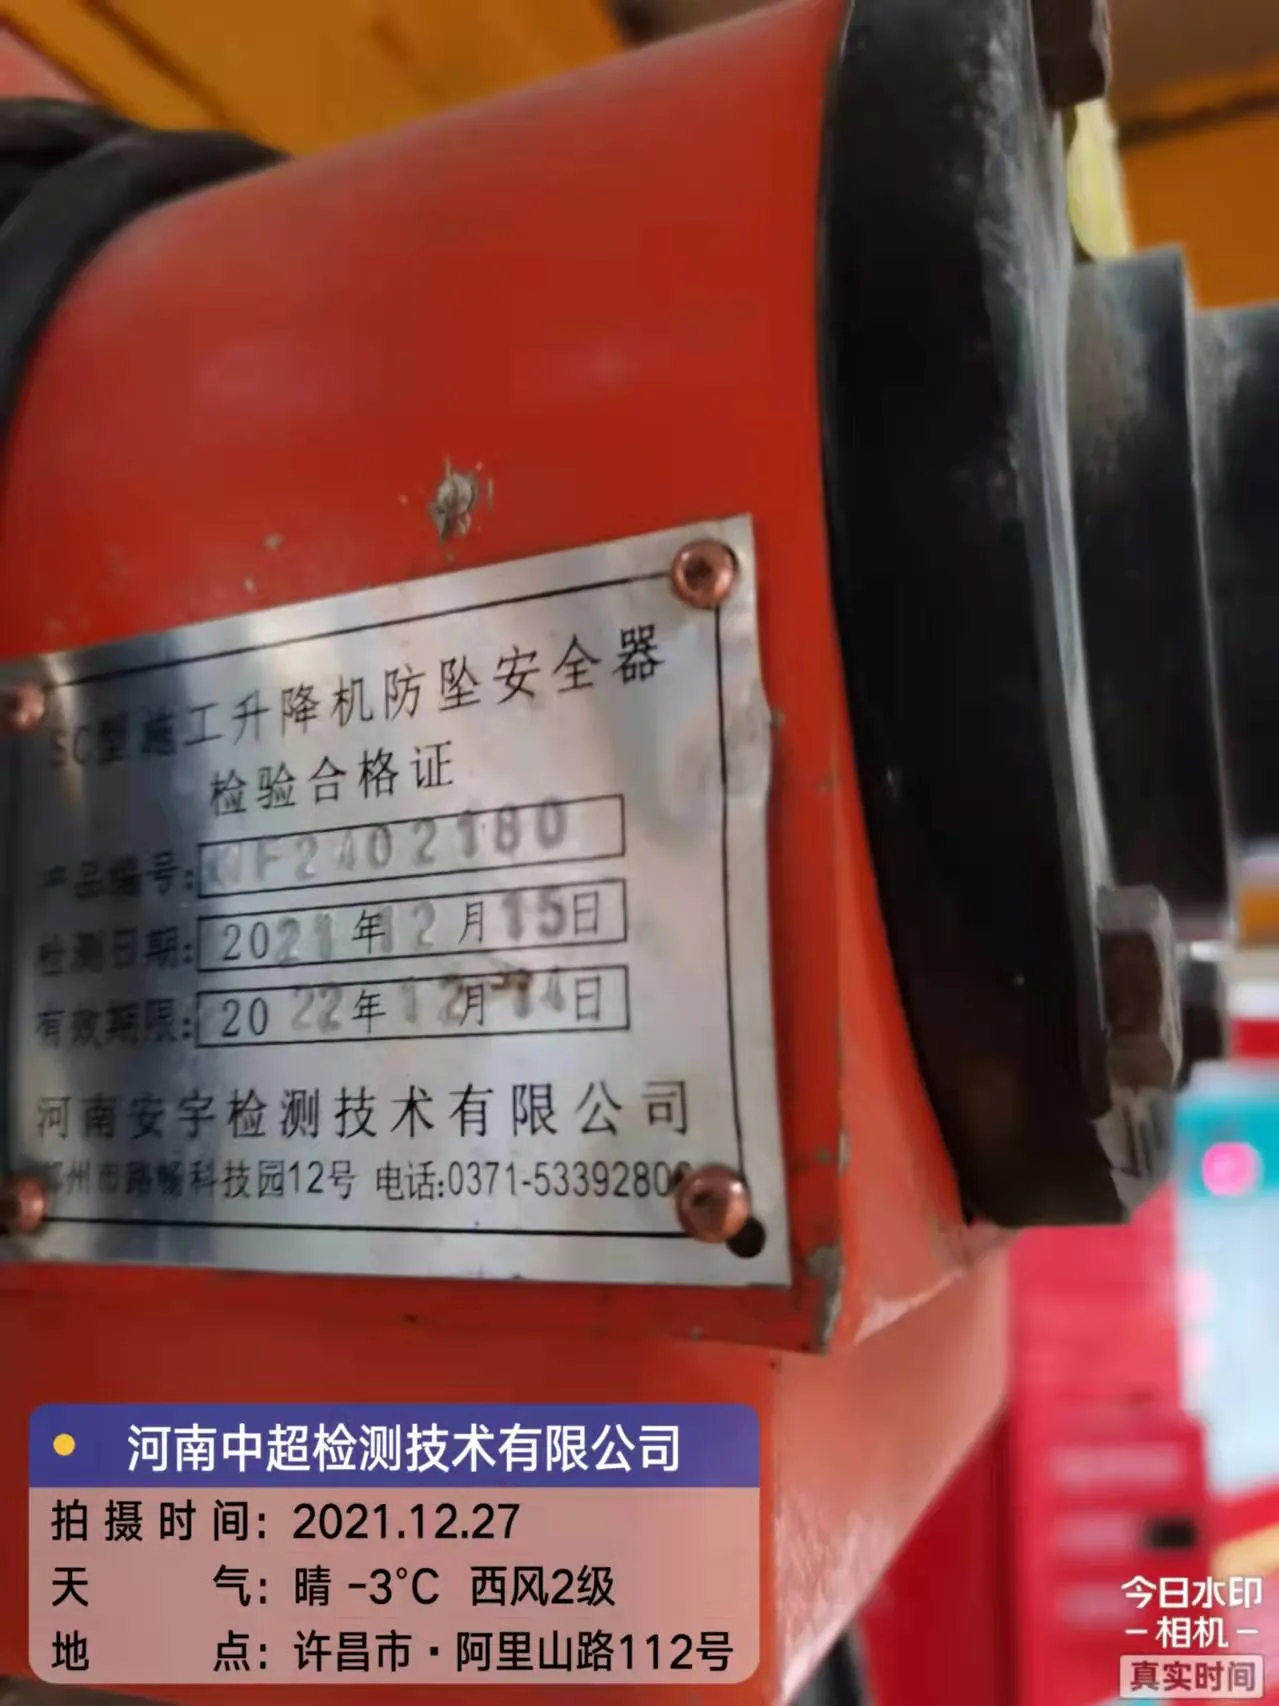 SC型施工升降机防坠安全器
检验合格证
产品编号: 2402180
检测日期: 2021年12月15日
有效期限: 2022年12月14日
河南安宇检测技术有限公司
郑州市路畅科技园12号 电话:0371-5339280
河南中超检测技术有限公司
拍摄时间: 2021.12.27
天气: 晴 -3℃ 西风2级
地点: 许昌市·阿里山路112号
今日水印
-相机-
真实时间